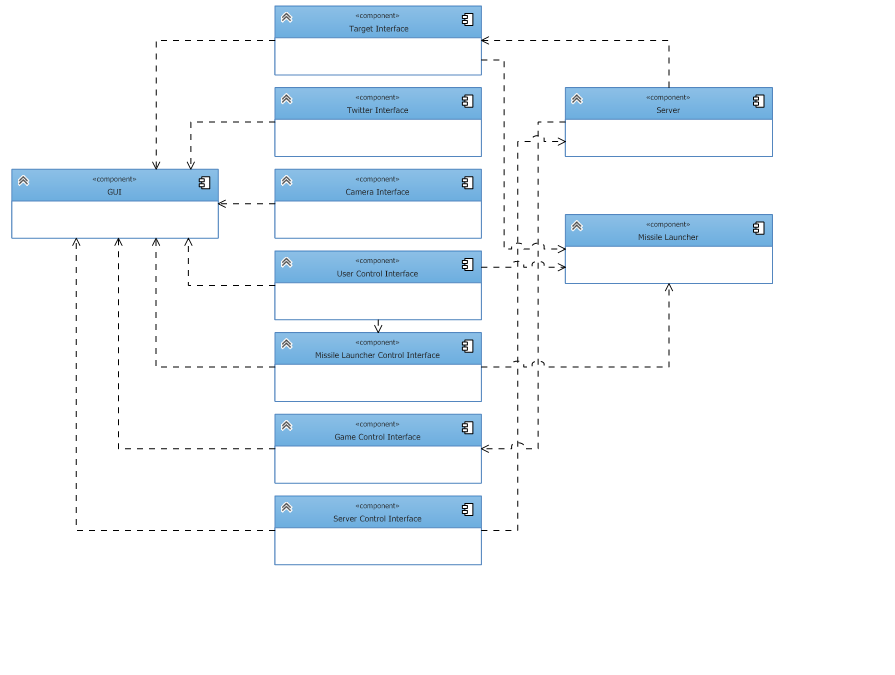 «component»
Target Interface
«component»
Twitter Interface
«component»
Server
«component»
GUI
«component»
Camera Interface
«component»
Missile Launcher
«component»
User Control Interface
«component»
Missile Launcher Control Interface
«component»
Game Control Interface
«component»
Server Control Interface